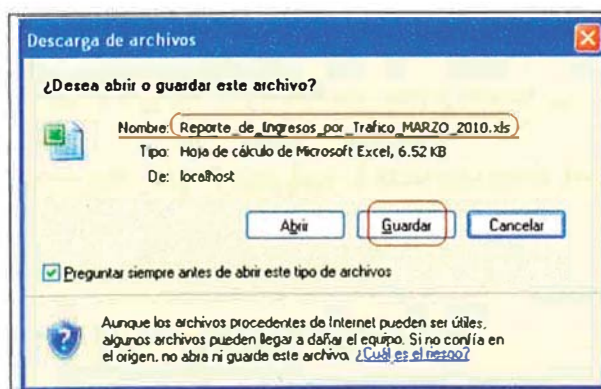 Descarga de archivos
¿Desea abrir o guardar este archivo?
Nombre: Reporte_de_Ingresos_por_Trafico_MARZO_2010.xls
Tipo: Hoja de cálculo de Microsoft Excel, 6.52 KB
De: localhost
Abrir Guardar Cancelar
Preguntar siempre antes de abrir este tipo de archivos
Aunque los archivos procedentes de Internet pueden ser útiles,
algunos archivos pueden llegar a dañar el equipo. Si no confía en
el origen, no abra ni guarde este archivo. ¿Cuál es el riesgo?